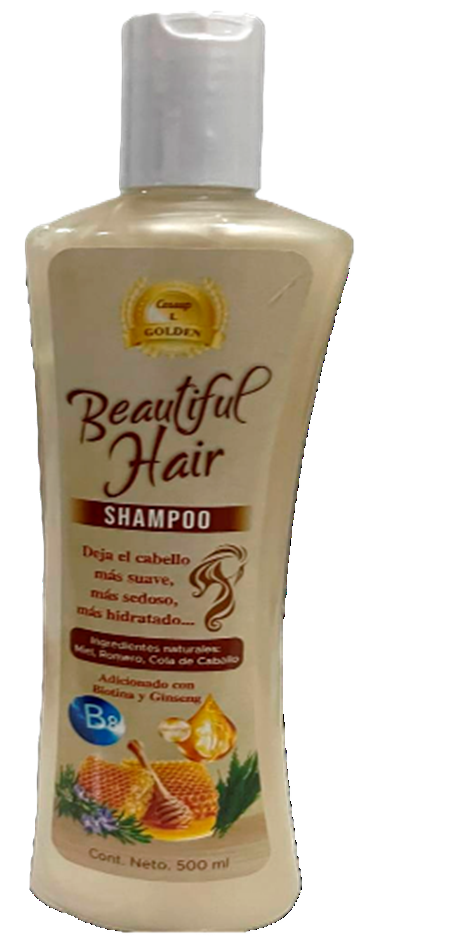 Casaup
L
GOLDEN
Beautiful
Hair
SHAMPOO
Deja el cabello
más suave,
más sedoso,
más hidratado...
Ingredientes naturales:
Miel, Romero, Cola de Caballo
Adicionado con
Biotina y Ginseng
B8
Cont. Neto. 500 ml